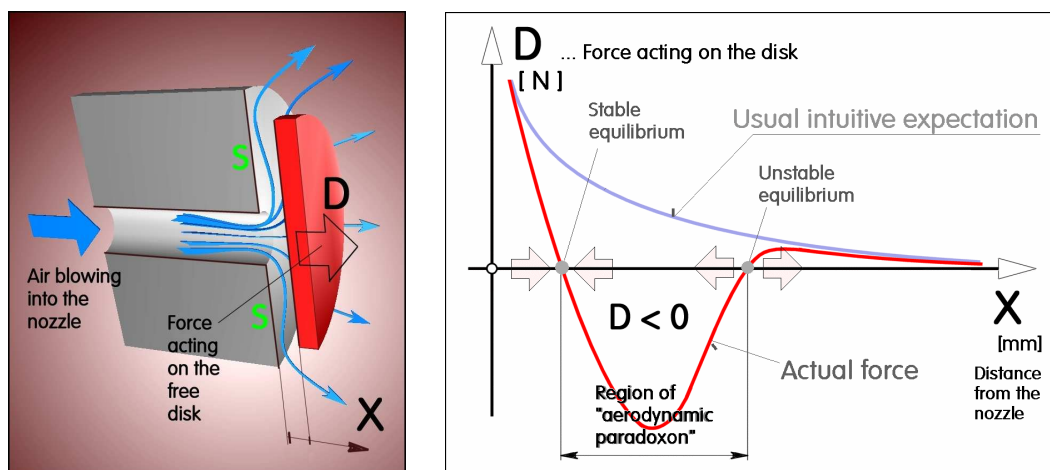 S
D
Air blowing
into the
nozzle
S
Force
acting
on the
free
disk
X
D ... Force acting on the disk
[ N ]
Stable
equilibrium
Usual intuitive expectation
Unstable
equilibrium
D < 0
X
[mm]
Distance
from the
nozzle
Actual force
Region of
"aerodynamic
paradoxon"